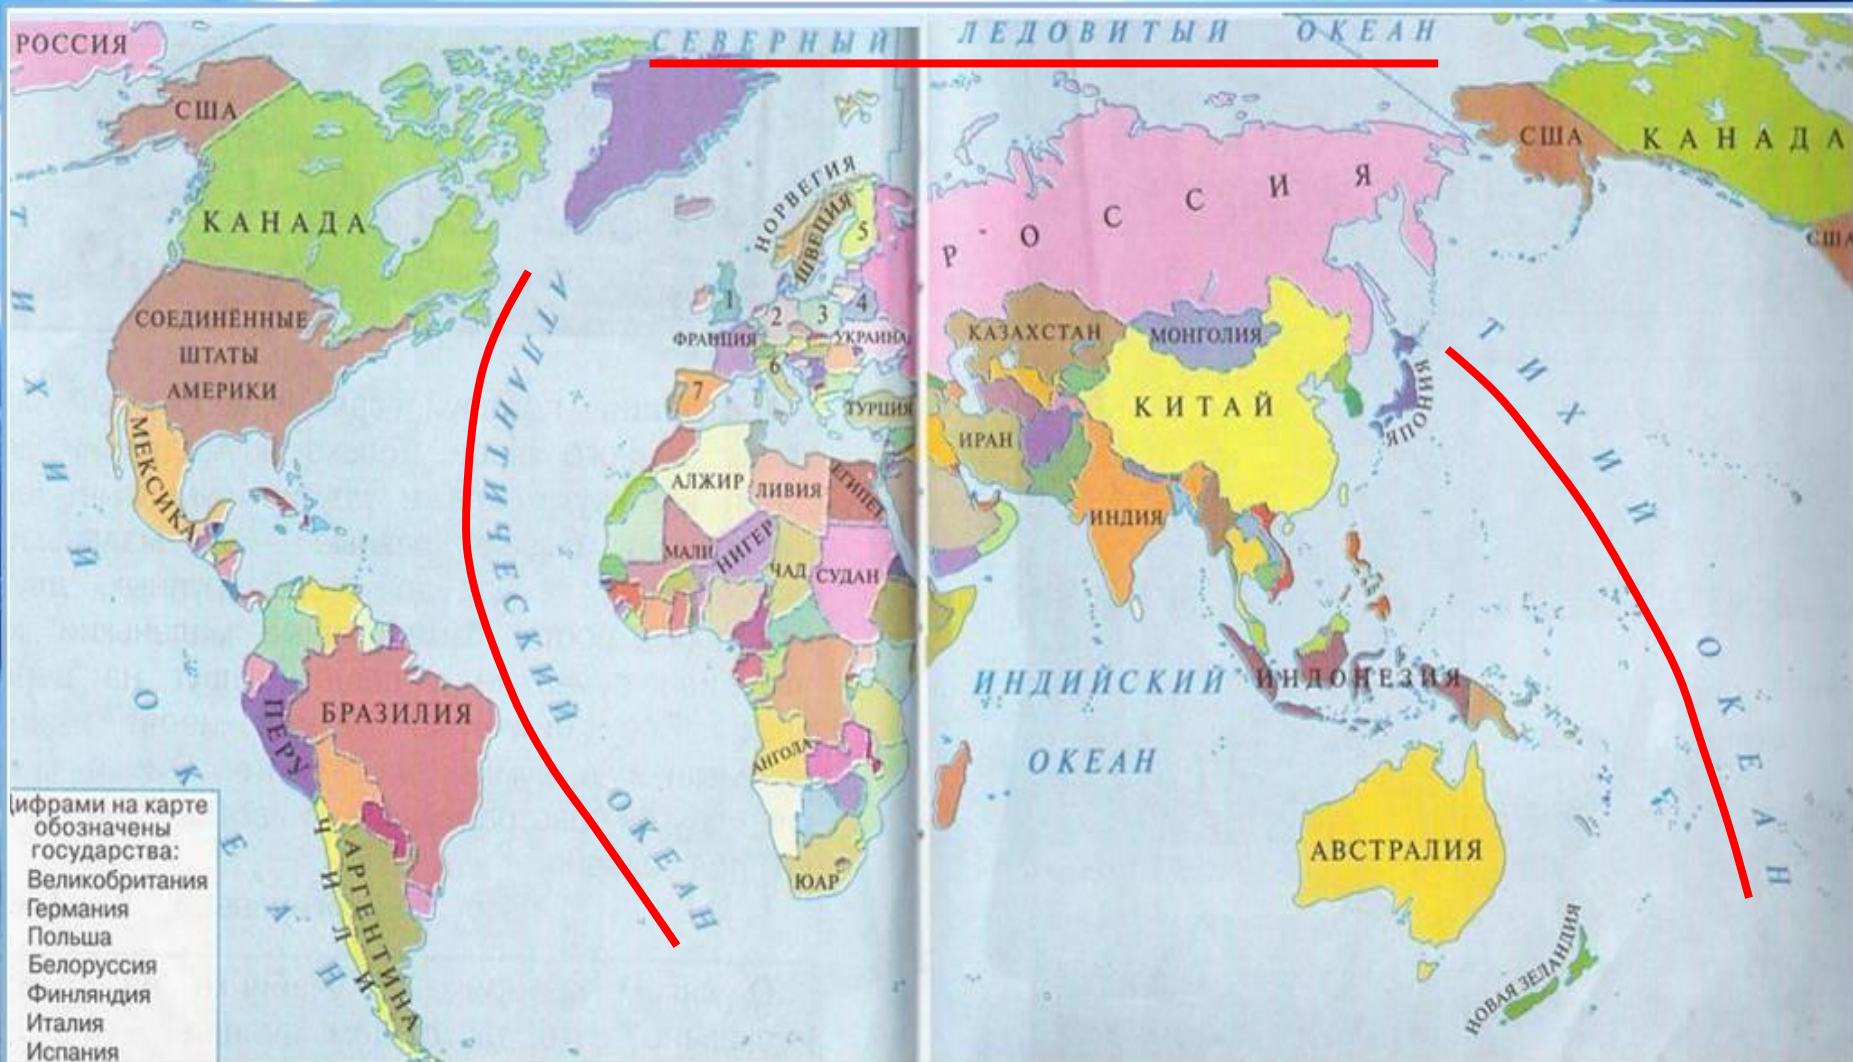 РОССИЯ
СЕВЕРНЫЙ ЛЕДОВИТЫЙ ОКЕАН
США
КАНАДА
СОЕДИНЁННЫЕ
ШТАТЫ
АМЕРИКИ
МЕКСИКА
ТИХИЙ ОКЕАН
ПЕРУ
БРАЗИЛИЯ
ЧИЛИ
АРГЕНТИНА
АТЛАНТИЧЕСКИЙ ОКЕАН
НОРВЕГИЯ
ШВЕЦИЯ
5
1
2
3
4
ФРАНЦИЯ
УКРАИНА
6
7
ТУРЦИЯ
АЛЖИР
ЛИВИЯ
ЕГИПЕТ
МАЛИ
НИГЕР
ЧАД
СУДАН
АНГОЛА
ЮАР
РОССИЯ
США
КАНАДА
США
КАЗАХСТАН
МОНГОЛИЯ
КИТАЙ
ЯПОНИЯ
ИРАН
ИНДИЯ
ТИХИЙ ОКЕАН
ИНДИЙСКИЙ
ОКЕАН
ИНДОНЕЗИЯ
АВСТРАЛИЯ
НОВАЯ ЗЕЛАНДИЯ
ифрами на карте
обозначены
государства:
Великобритания
Германия
Польша
Белоруссия
Финляндия
Италия
Испания